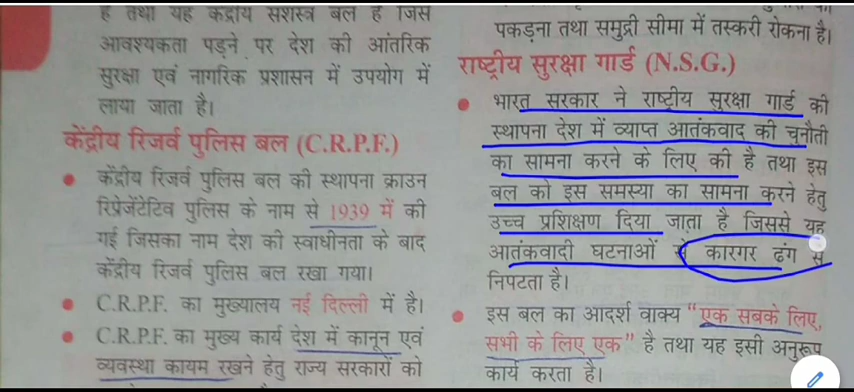 है तथा यह केंद्रीय सशस्त्र बल है जिसे
आवश्यकता पड़ने पर देश की आंतरिक
सुरक्षा एवं नागरिक प्रशासन में उपयोग में
लाया जाता है।
केंद्रीय रिजर्व पुलिस बल (C.R.P.F.)
केंद्रीय रिजर्व पुलिस बल की स्थापना क्राउन
रिप्रेजेंटेटिव पुलिस के नाम से 1939 में की
गई जिसका नाम देश की स्वाधीनता के बाद
केंद्रीय रिजर्व पुलिस बल रखा गया।
C.R.P.F. का मुख्यालय नई दिल्ली में है।
C.R.P.F. का मुख्य कार्य देश में कानून एवं
व्यवस्था कायम रखने हेतु राज्य सरकारों को
पकड़ना तथा समुद्री सीमा में तस्करी रोकना है।
राष्ट्रीय सुरक्षा गार्ड (N.S.G.)
भारत सरकार ने राष्ट्रीय सुरक्षा गार्ड की
स्थापना देश में व्याप्त आतंकवाद की चुनौती
का सामना करने के लिए की है तथा इस
बल को इस समस्या का सामना करने हेतु
उच्च प्रशिक्षण दिया जाता है जिससे यह
आतंकवादी घटनाओं से कारगर ढंग से
निपटता है।
इस बल का आदर्श वाक्य "एक सबके लिए,
सभी के लिए एक" है तथा यह इसी अनुरूप
कार्य करता है।